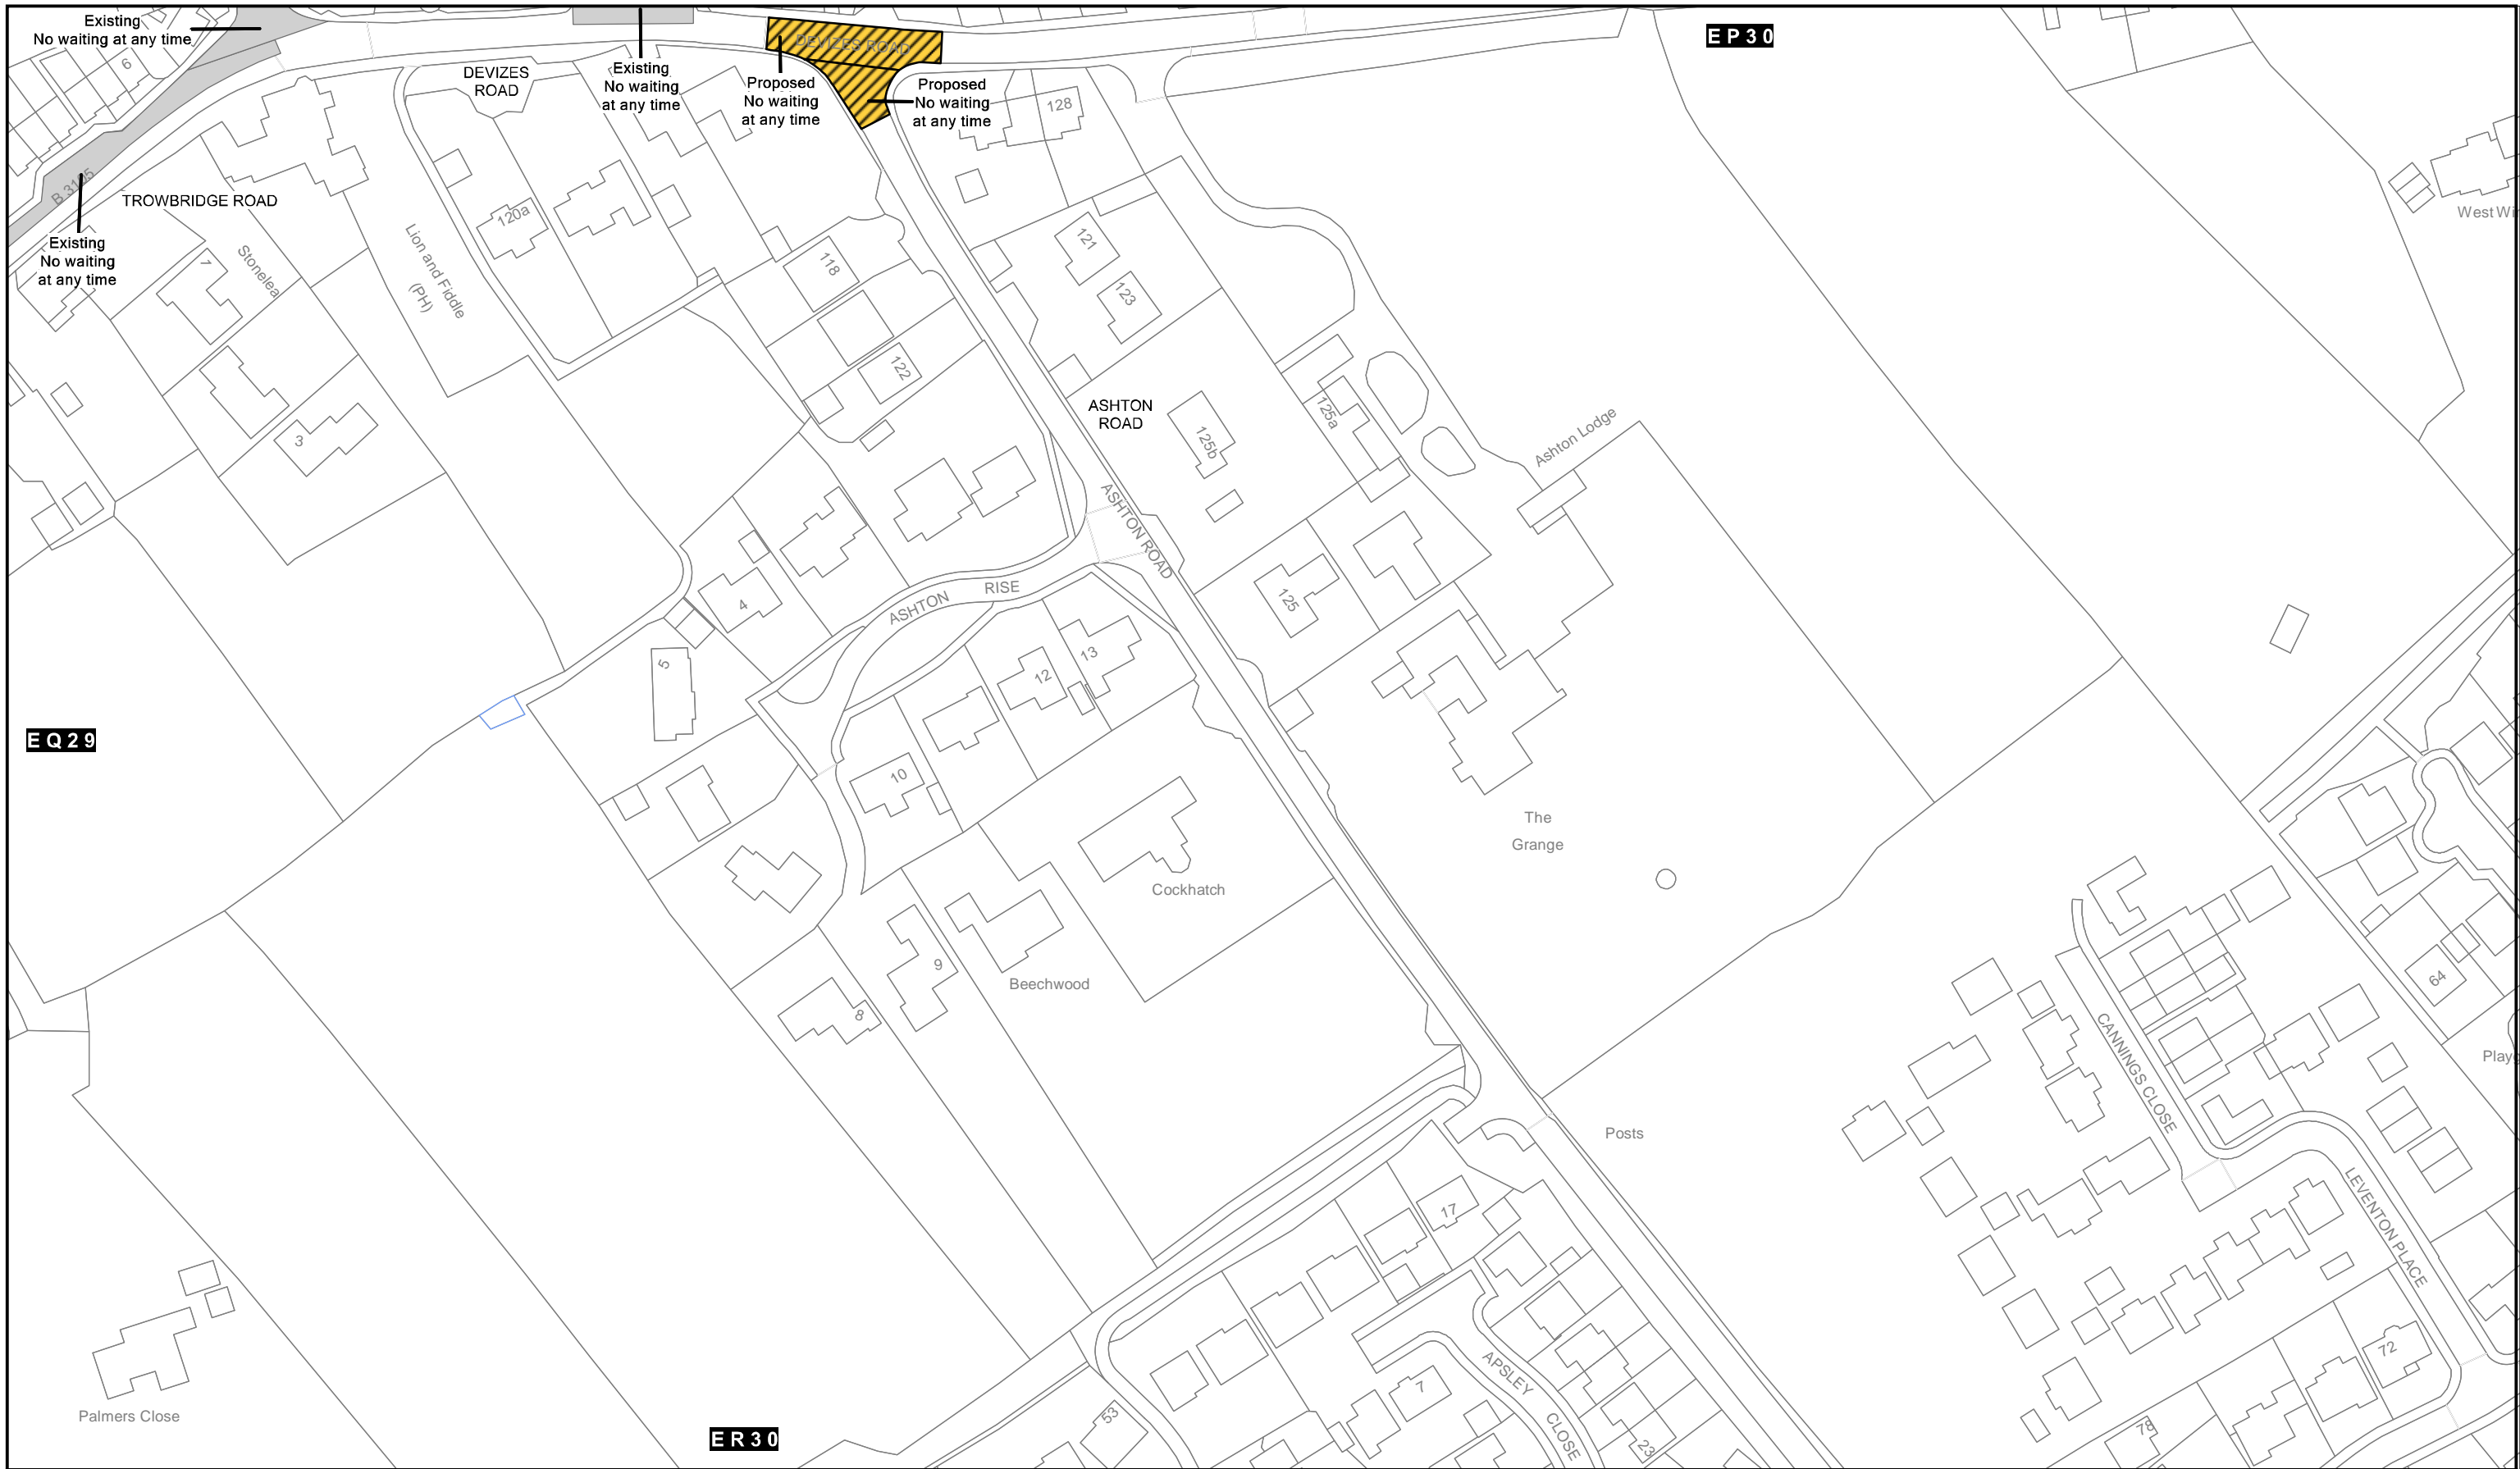 Existing
No waiting at any time
6
DEVIZES
ROAD
Existing
No waiting
at any time
DEVIZES ROAD
Proposed
No waiting
at any time
Proposed
No waiting
at any time
EP30
128
B 3105
TROWBRIDGE ROAD
Existing
No waiting
at any time
7
Stonelea
Lion and Fiddle
(PH)
120a
118
122
121
123
3
ASHTON
ROAD
125b
125a
Ashton Lodge
ASHTON ROAD
125
ASHTON RISE
4
5
12
13
10
EQ29
The
Grange
Cockhatch
Beechwood
9
8
64
CANNINGS CLOSE
Posts
LEVENTON PLACE
17
APSLEY
CLOSE
7
23
53
72
78
Palmers Close
ER30